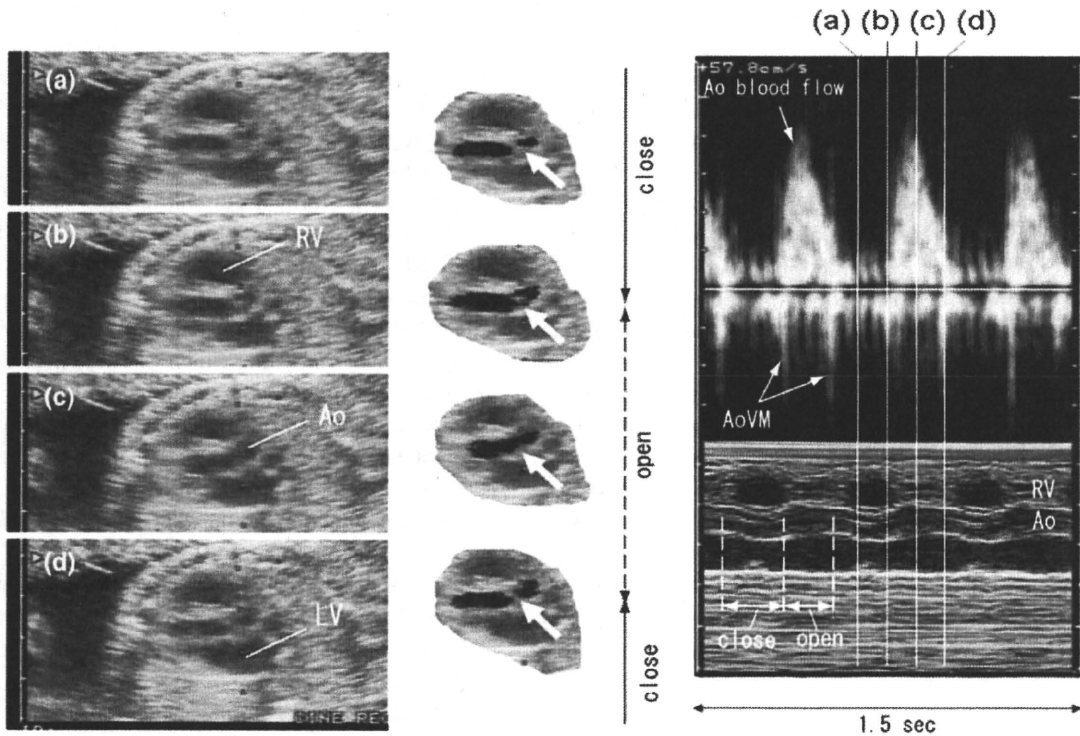 (a)
(b)
RV
(c)
Ao
(d)
LV
close
open
close
(a) (b) (c) (d)
+57.8cm/s
Ao blood flow
AoVM
RV
Ao
close
open
1.5 sec